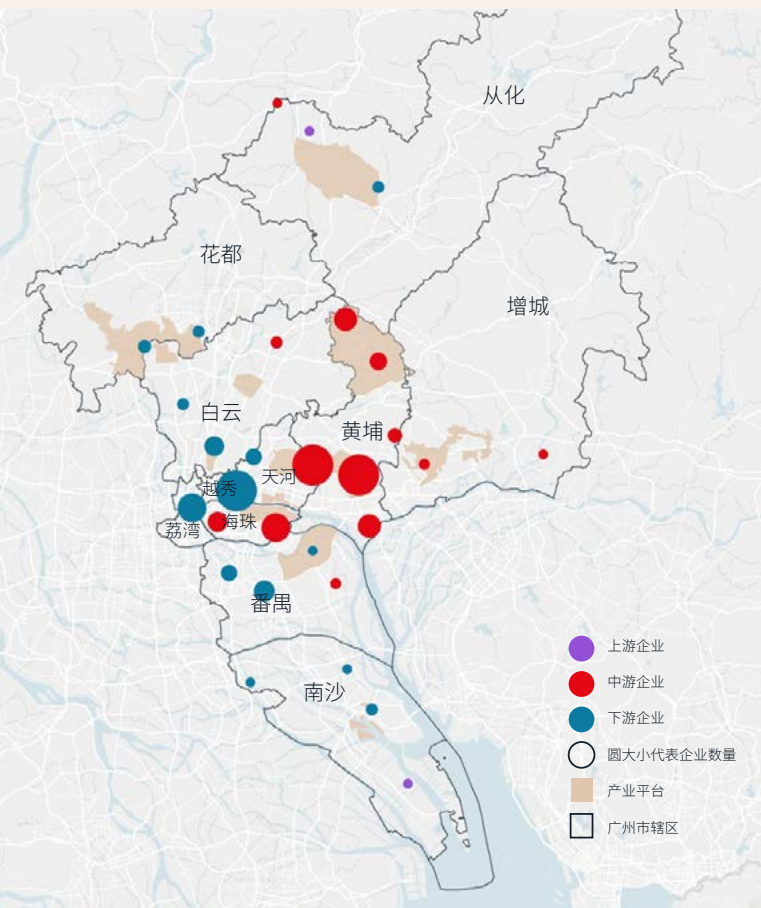 从化
花都
增城
白云
黄埔
天河
越秀
海珠
荔湾
番禺
南沙
上游企业
中游企业
下游企业
圆大小代表企业数量
产业平台
广州市辖区